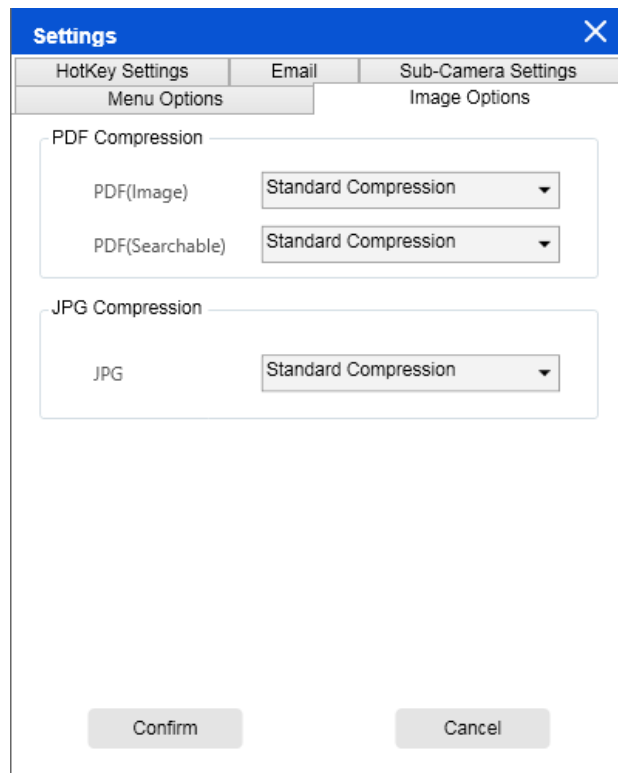 Settings
HotKey Settings Email Sub-Camera Settings
Menu Options Image Options
PDF Compression
PDF(Image) Standard Compression
PDF(Searchable) Standard Compression
JPG Compression
JPG Standard Compression
Confirm Cancel